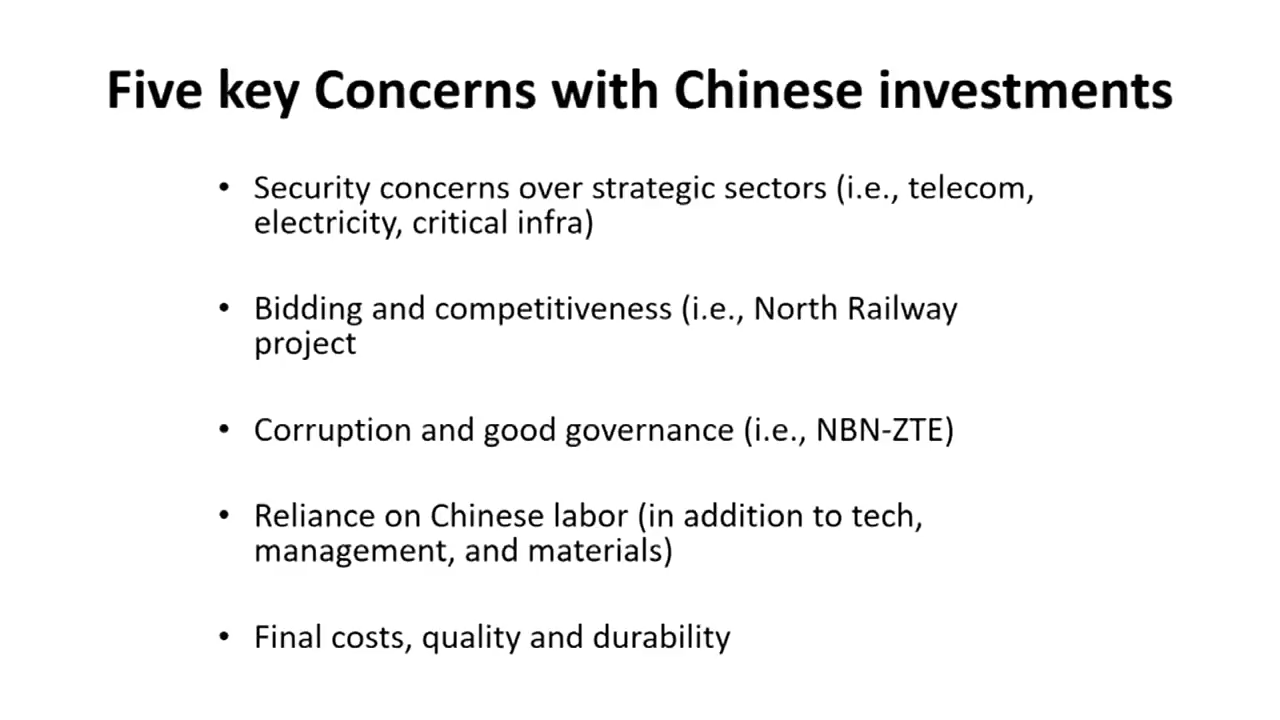 Five key Concerns with Chinese investments
• Security concerns over strategic sectors (i.e., telecom,
electricity, critical infra)
• Bidding and competitiveness (i.e., North Railway
project
• Corruption and good governance (i.e., NBN-ZTE)
• Reliance on Chinese labor (in addition to tech,
management, and materials)
• Final costs, quality and durability